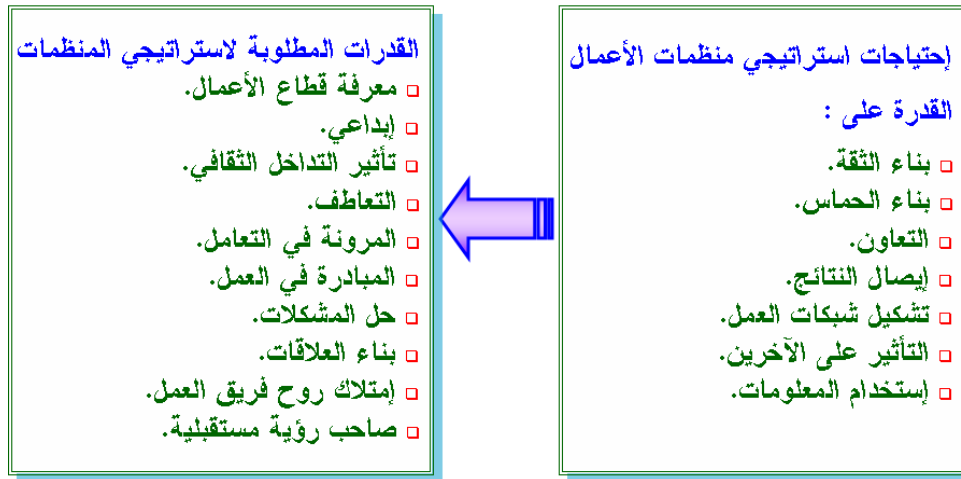 إحتياجات استراتيجي منظمات الأعمال
القدرة على :
بناء الثقة.
بناء الحماس.
التعاون.
إيصال النتائج.
تشكيل شبكات العمل.
التأثير على الآخرين.
إستخدام المعلومات.
القدرات المطلوبة لاستراتيجي المنظمات
معرفة قطاع الأعمال.
إبداعي.
تأثير التداخل الثقافي.
التعاطف.
المرونة في التعامل.
المبادرة في العمل.
حل المشكلات.
بناء العلاقات.
إمتلاك روح فريق العمل.
صاحب رؤية مستقبلية.